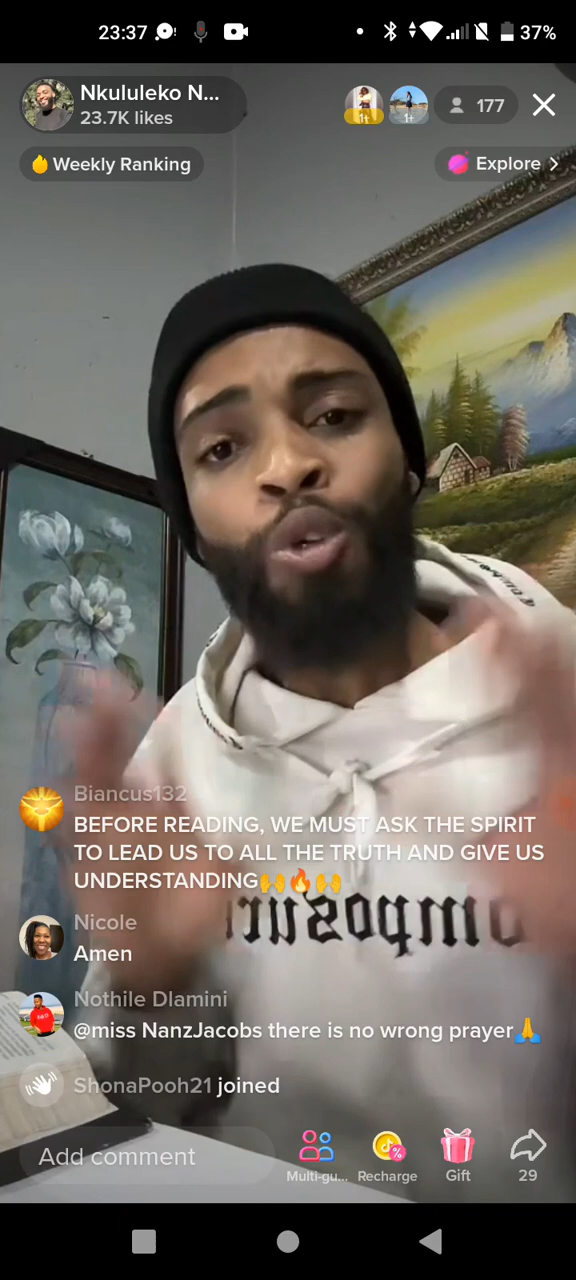 23:37
37%
Nkululeko N...
23.7K likes
1+
1+
177
Weekly Ranking
Explore
Biancus132
BEFORE READING, WE MUST ASK THE SPIRIT
TO LEAD US TO ALL THE TRUTH AND GIVE US
UNDERSTANDING🙌🔥🙌
Nicole
Amen
Nothile Dlamini
@miss NanzJacobs there is no wrong prayer🙏
ShonaPooh21 joined
Add comment
Multi-gu...
Recharge
Gift
29